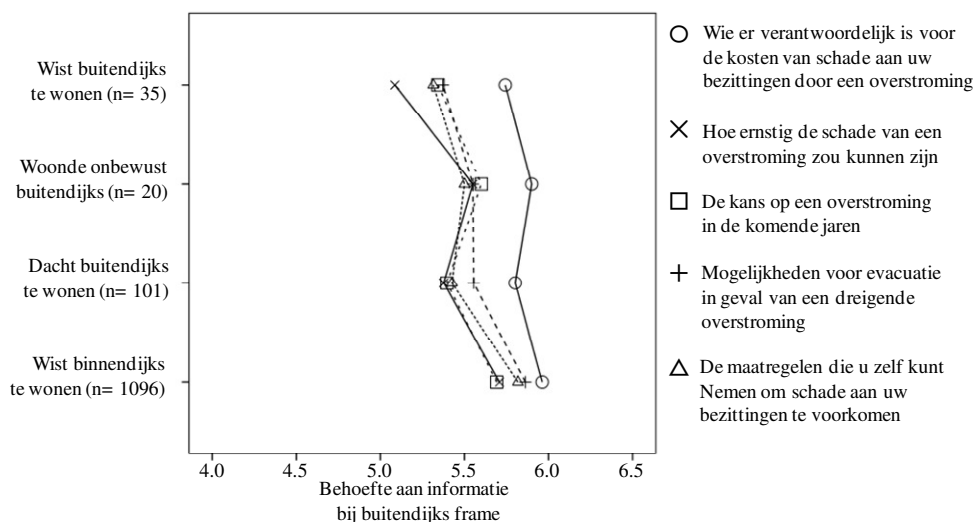 Wist buitendijks
te wonen (n= 35)
Woonde onbewust
buitendijks (n= 20)
Dacht buitendijks
te wonen (n= 101)
Wist binnendijks
te wonen (n= 1096)
4.0 4.5 5.0 5.5 6.0 6.5
Behoefte aan informatie
bij buitendijks frame
Wie er verantwoordelijk is voor
de kosten van schade aan uw
bezittingen door een overstroming
Hoe ernstig de schade van een
overstroming zou kunnen zijn
De kans op een overstroming
in de komende jaren
Mogelijkheden voor evacuatie
in geval van een dreigende
overstroming
De maatregelen die u zelf kunt
Nemen om schade aan uw
bezittingen te voorkomen